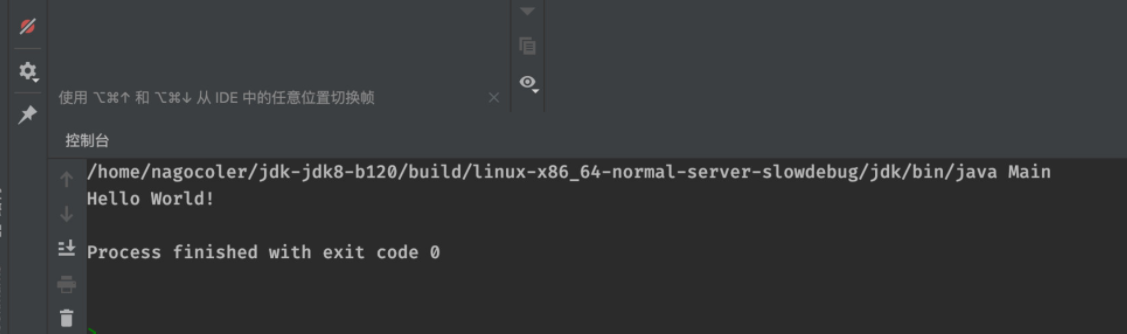 使用 ⌥⌘↑ 和 ⌥⌘↓ 从 IDE 中的任意位置切换帧
控制台
/home/nagocoler/jdk-jdk8-b120/build/linux-x86_64-normal-server-slowdebug/jdk/bin/java Main
Hello World!
Process finished with exit code 0